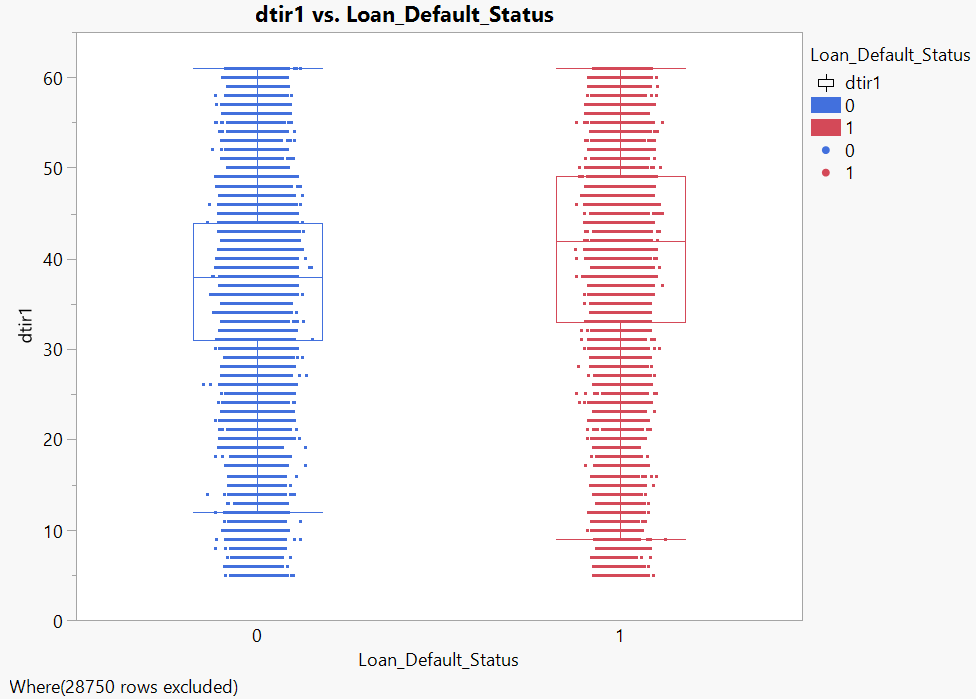 dtir1 vs. Loan_Default_Status
Loan_Default_Status
dtir1
0
1
0
1
60
50
40
30
20
10
0
dtir1
0 1
Loan_Default_Status
Where(28750 rows excluded)